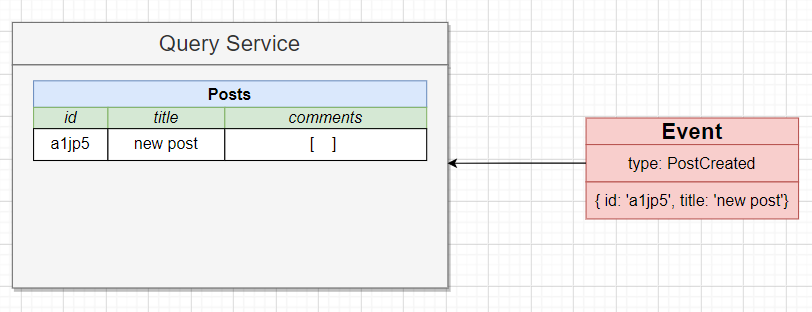 Query Service
Posts
id title comments
a1jp5 new post [ ]
Event
type: PostCreated
{ id: 'a1jp5', title: 'new post'}